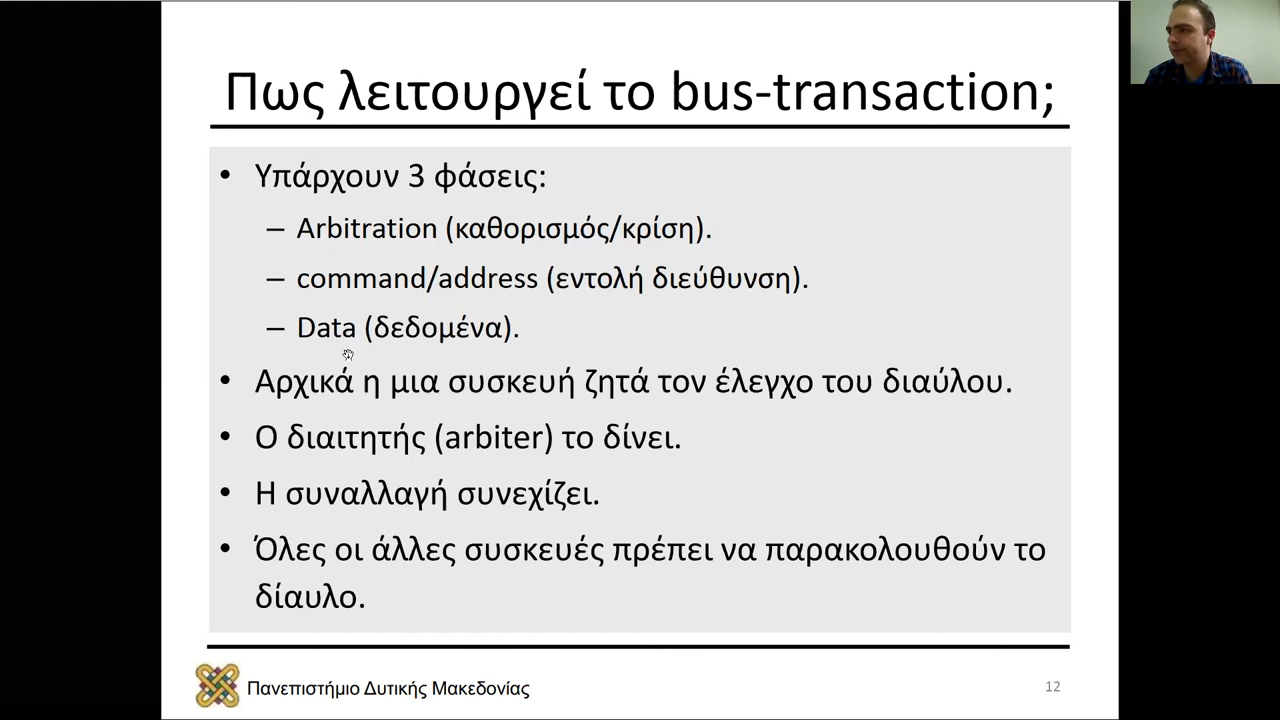 Πως λειτουργεί το bus-transaction;
• Υπάρχουν 3 φάσεις:
– Arbitration (καθορισμός/κρίση).
– command/address (εντολή διεύθυνση).
– Data (δεδομένα).
• Αρχικά η μια συσκευή ζητά τον έλεγχο του διαύλου.
• Ο διαιτητής (arbiter) το δίνει.
• Η συναλλαγή συνεχίζει.
• Όλες οι άλλες συσκευές πρέπει να παρακολουθούν το
δίαυλο.
Πανεπιστήμιο Δυτικής Μακεδονίας
12